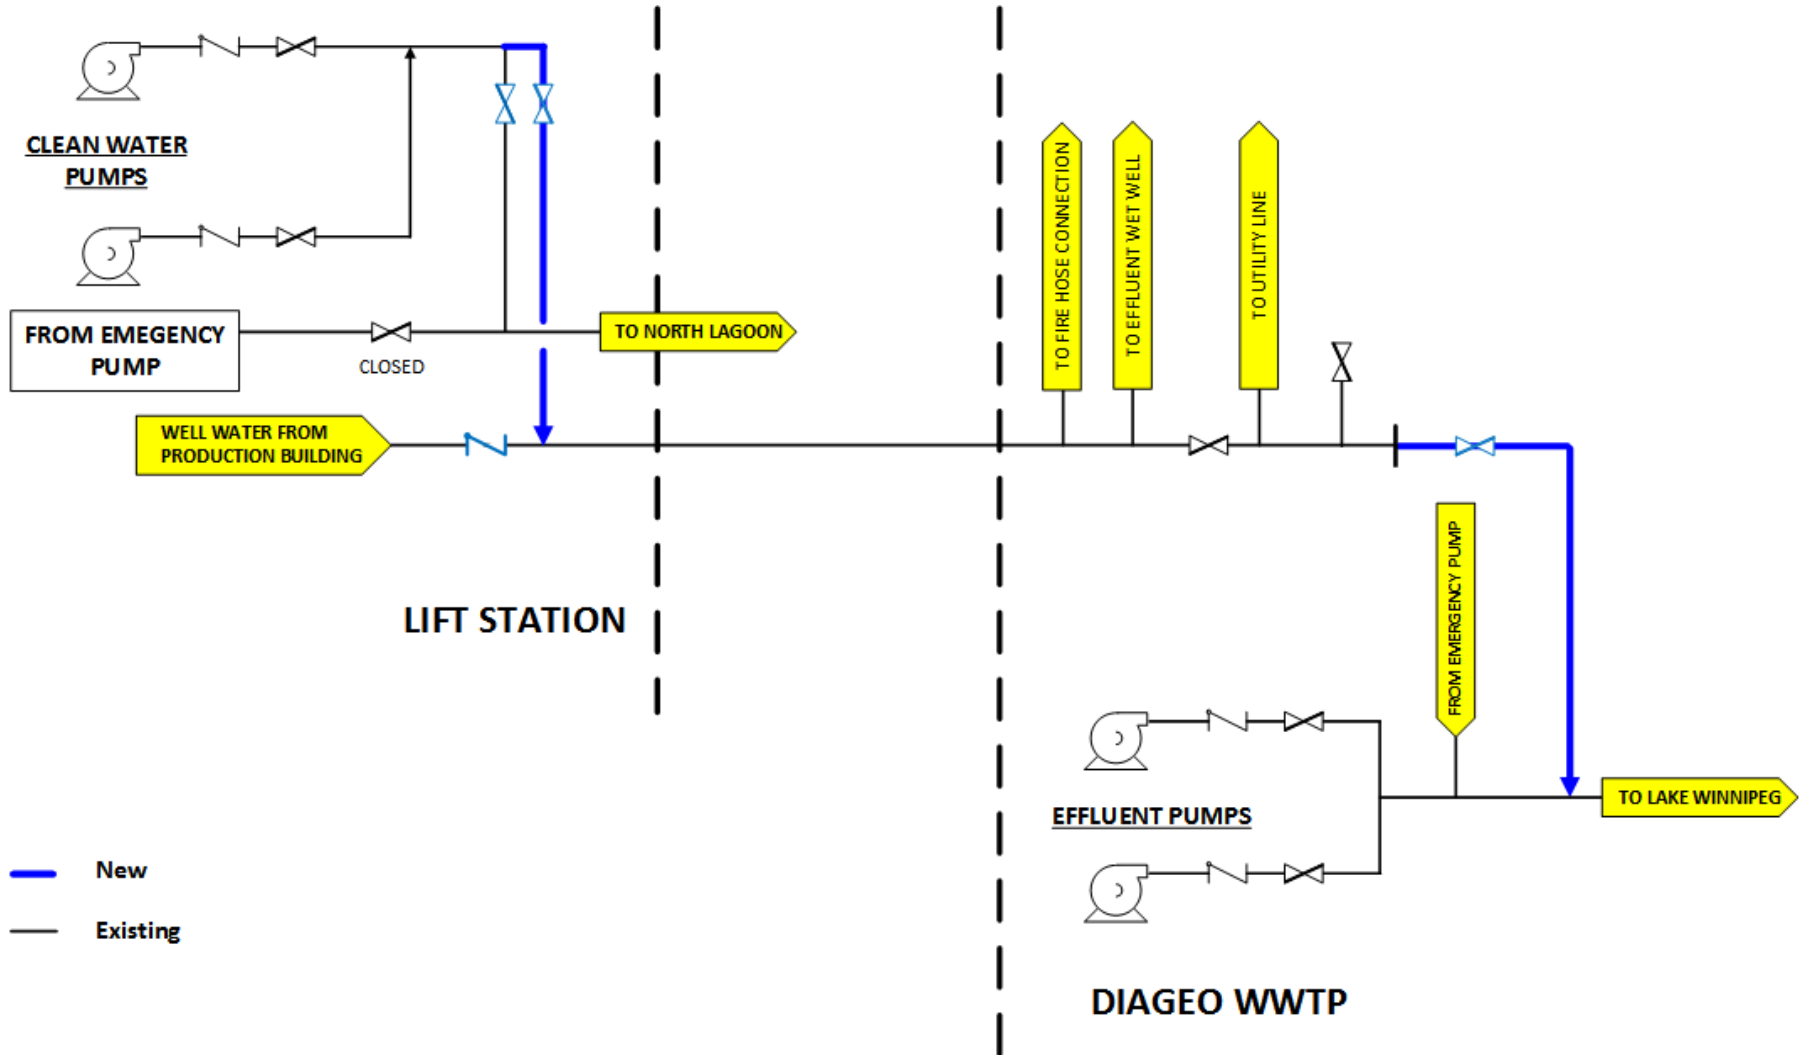 CLEAN WATER
PUMPS
FROM EMEGENCY
PUMP
CLOSED
TO NORTH LAGOON
WELL WATER FROM
PRODUCTION BUILDING
TO FIRE HOSE CONNECTION
TO EFFLUENT WET WELL
TO UTILITY LINE
LIFT STATION
FROM EMERGENCY PUMP
EFFLUENT PUMPS
TO LAKE WINNIPEG
New
Existing
DIAGEO WWTP